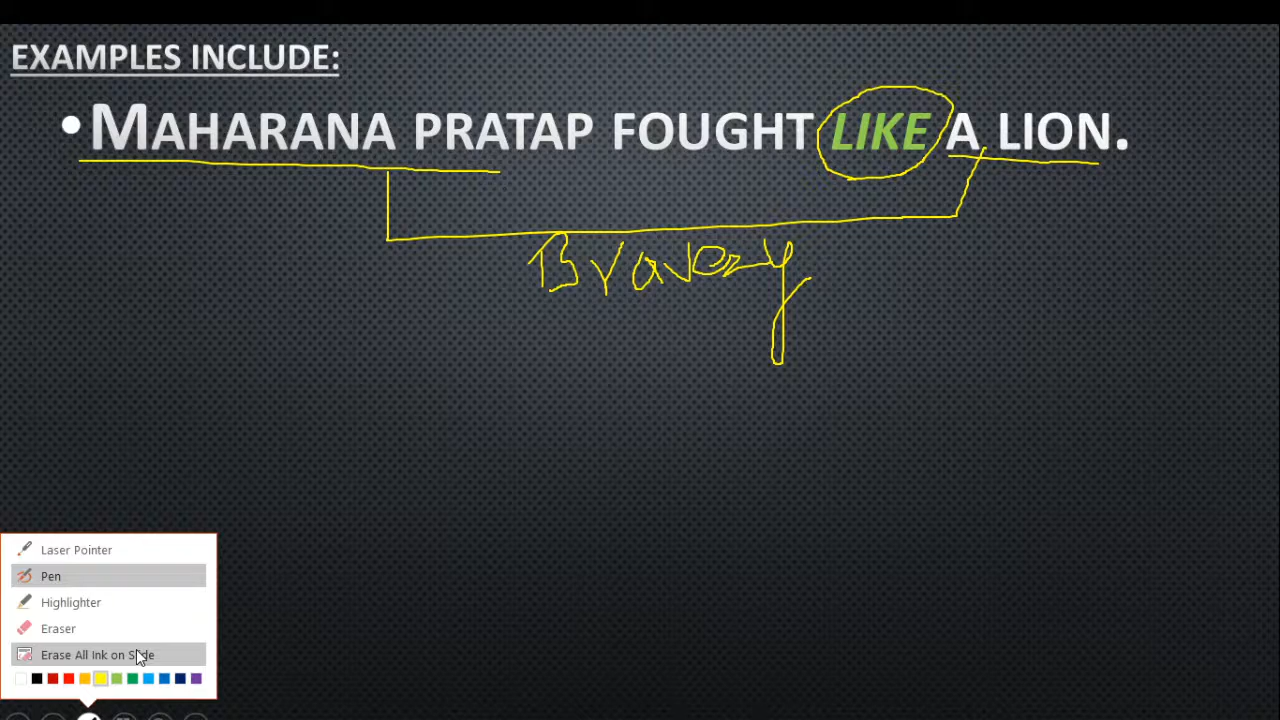 EXAMPLES INCLUDE:
• MAHARANA PRATAP FOUGHT LIKE A LION.
Bravery
Laser Pointer
Pen
Highlighter
Eraser
Erase All Ink on Slide